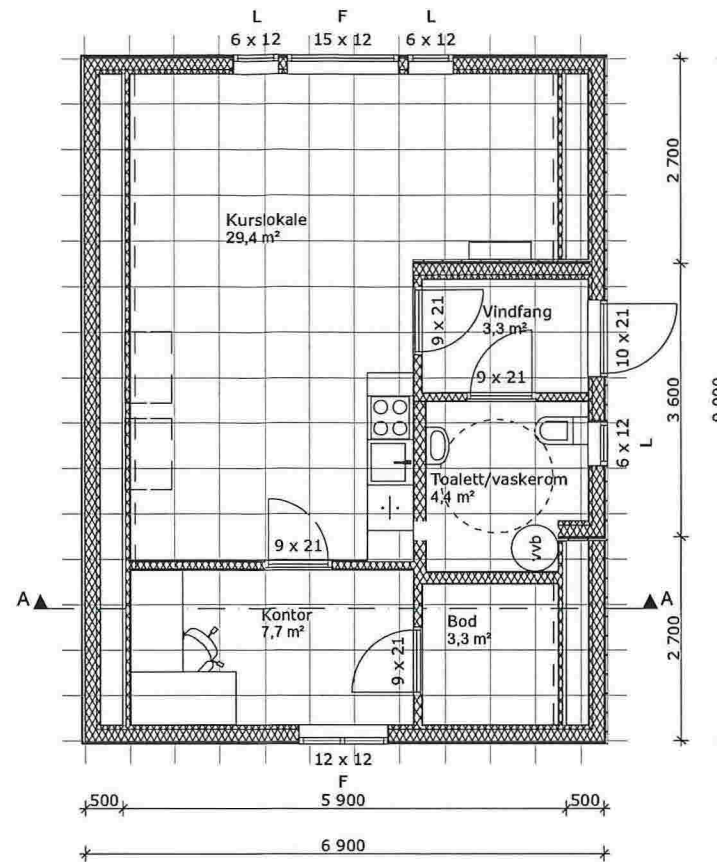 L F L
6 x 12 15 x 12 6 x 12
2 700
Kurslokale
29,4 m²
Vindfang
3,3 m²
9 x 21
10 x 21
9 x 21
3 600
6 x 12
L
Toalett/vaskerom
4,4 m²
vvb
9 x 21
A A
Kontor
7,7 m²
Bod
3,3 m²
9 x 21
2 700
12 x 12
F
500 5 900 500
6 900